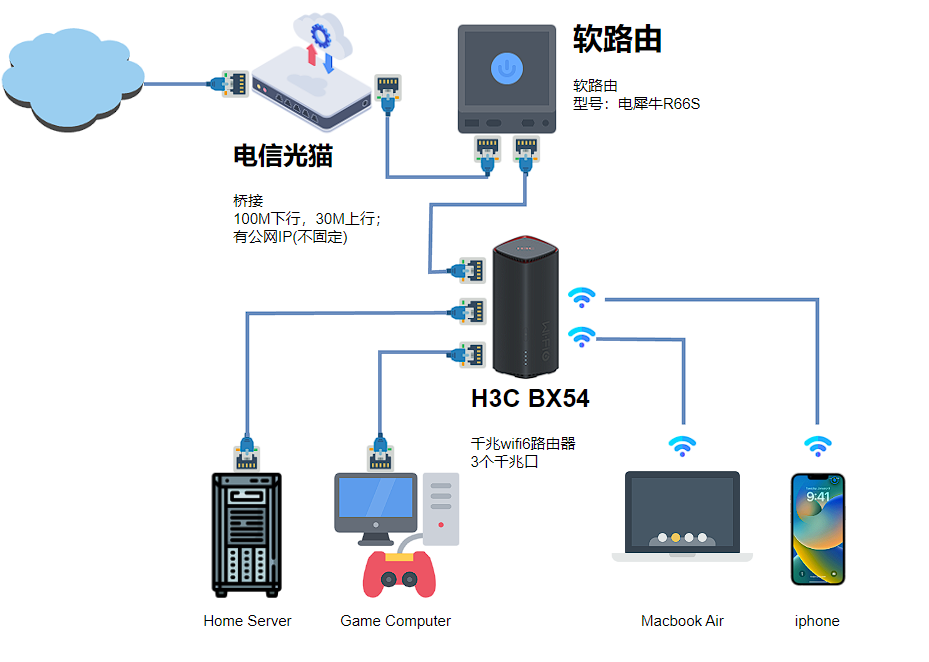 软路由
软路由
型号：电犀牛R66S
电信光猫
桥接
100M下行，30M上行；
有公网IP(不固定)
H3C BX54
千兆wifi6路由器
3个千兆口
9:41
Home Server
Game Computer
Macbook Air
iphone